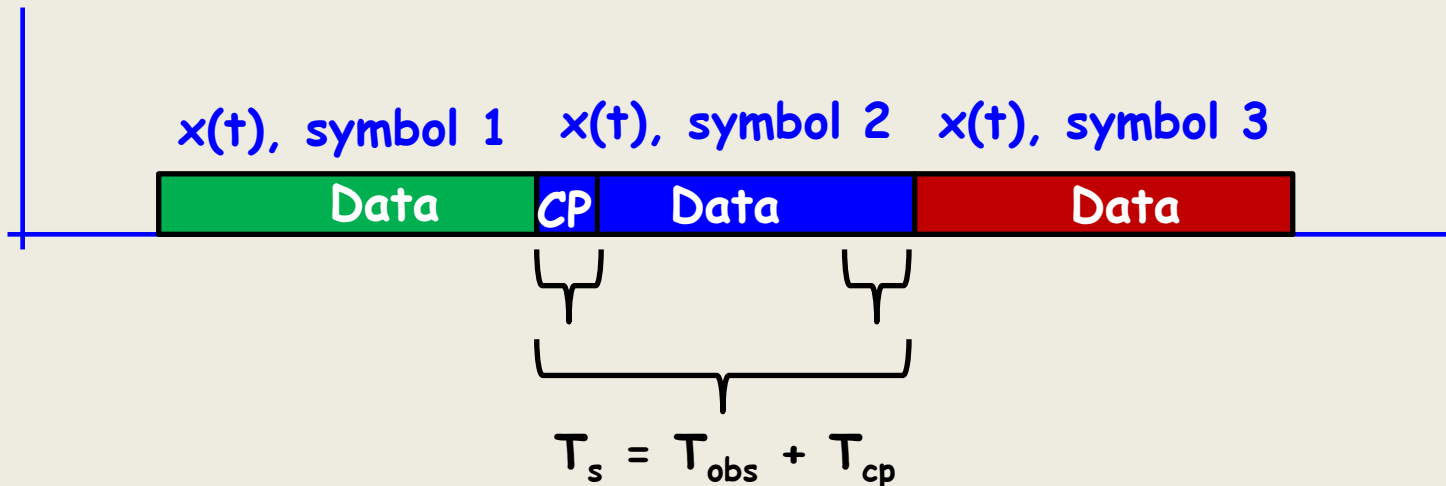 x(t), symbol 1 x(t), symbol 2 x(t), symbol 3
Data CP Data Data
Ts = Tobs + Tcp